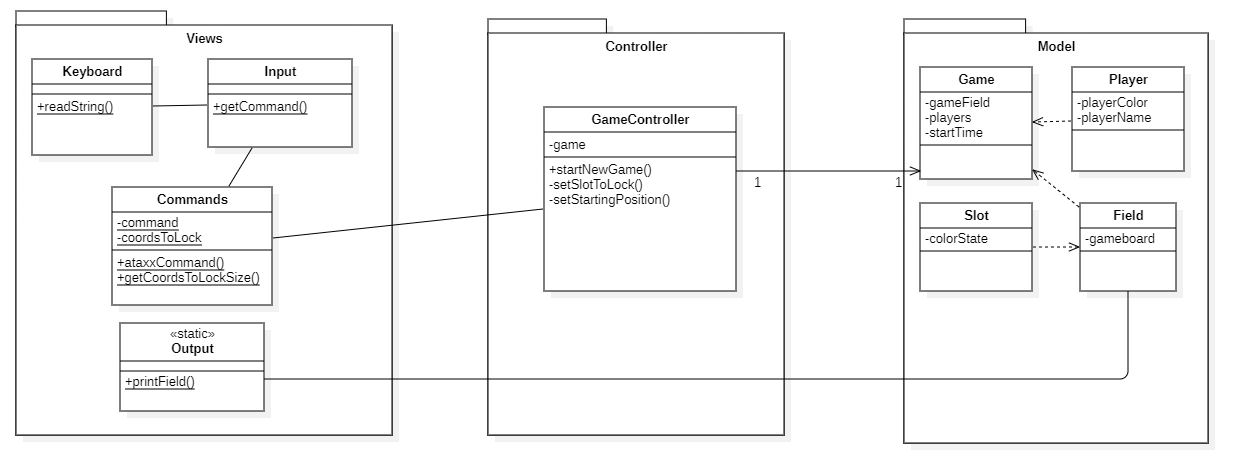 Views
Keyboard
+readString()
Input
+getCommand()
Commands
-command
-coordsToLock
+ataxxCommand()
+getCoordsToLockSize()
«static»
Output
+printField()
Controller
GameController
-game
+startNewGame()
-setSlotToLock()
-setStartingPosition()
1
1
Model
Game
-gameField
-players
-startTime
Player
-playerColor
-playerName
Slot
-colorState
Field
-gameboard